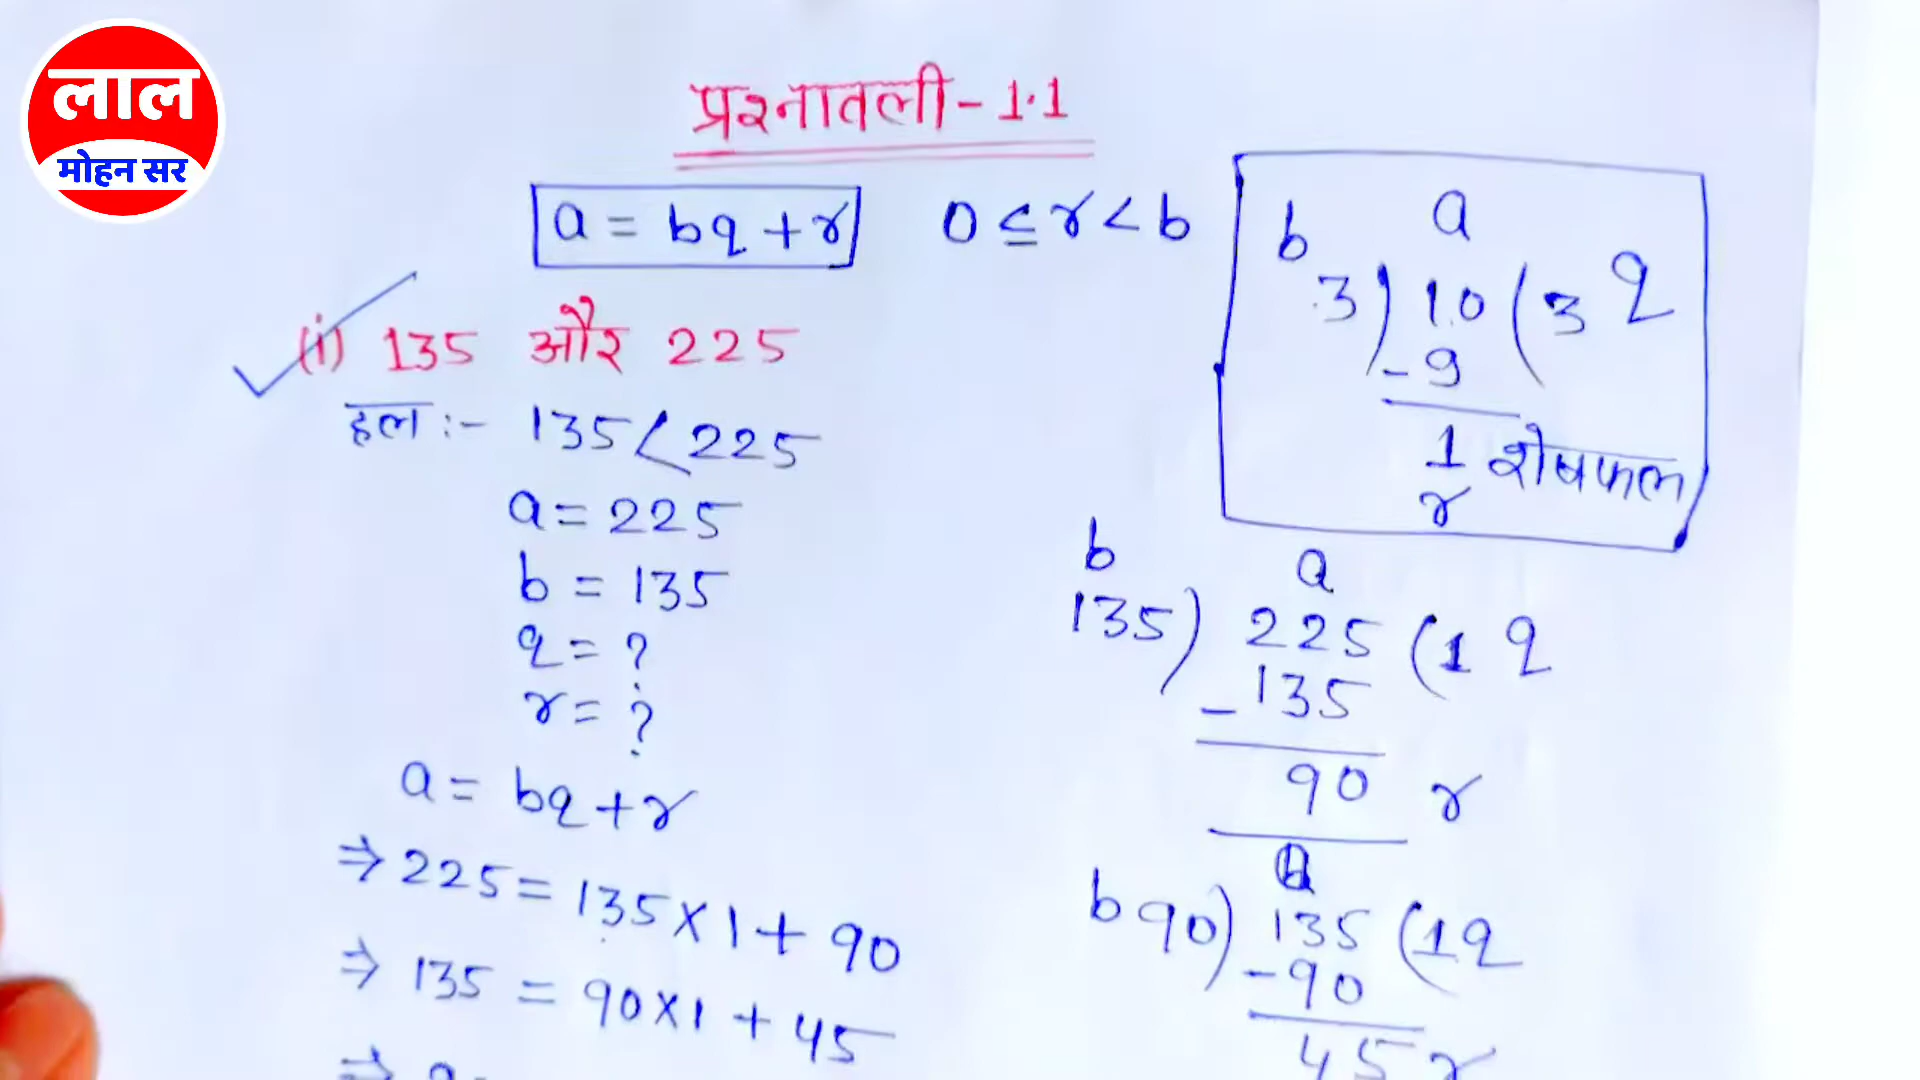 लाल
मोहन सर
प्रश्नातली - 1.1
a = bq + r 0 ≤ r < b
(i) 135 और 225
हल :- 135 < 225
a = 225
b = 135
q = ?
r = ?
a = bq + r
⇒ 225 = 135 × 1 + 90
⇒ 135 = 90 × 1 + 45
b a
3 ) 10 ( 3 q
- 9
1 शेषफल
r
b a
135 ) 225 ( 1 q
- 135
90 r
a
b 90 ) 135 ( 1 q
- 90
45 r